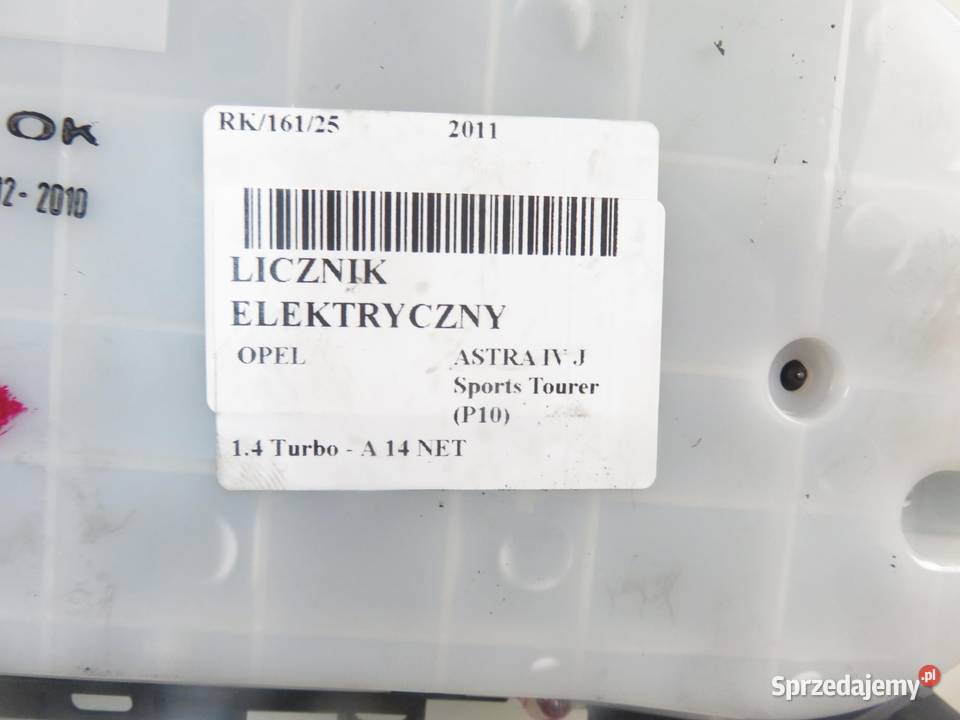 OK
12-2010
RK/161/25 2011
LICZNIK
ELEKTRYCZNY
OPEL ASTRA IV J
Sports Tourer
(P10)
1.4 Turbo - A 14 NET
Sprzedajemy.pl